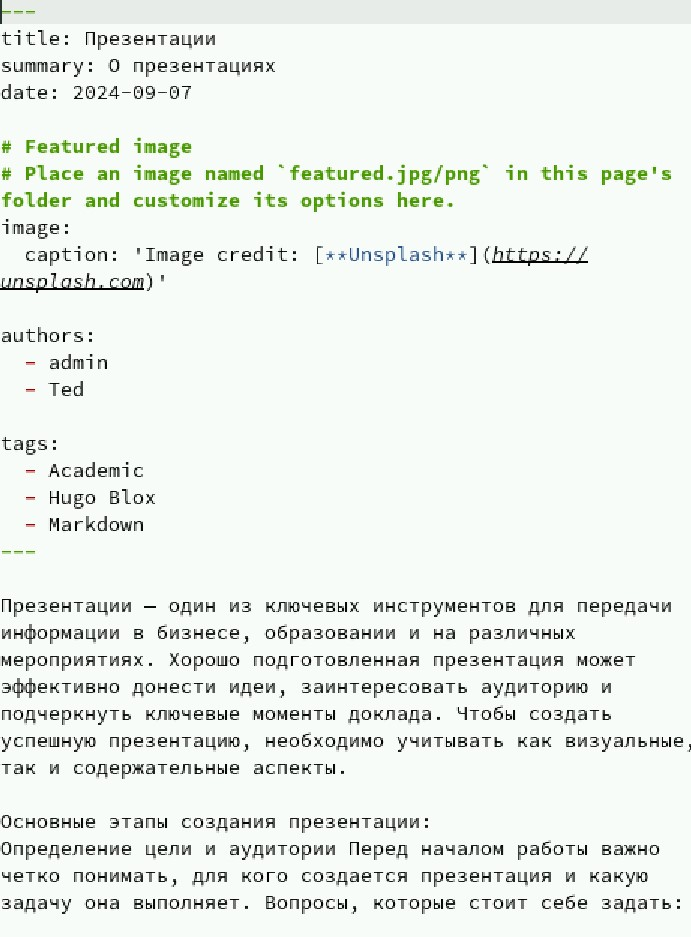 ---
title: Презентации
summary: О презентациях
date: 2024-09-07
# Featured image
# Place an image named `featured.jpg/png` in this page's
folder and customize its options here.
image:
  caption: 'Image credit: [**Unsplash**](https://
unsplash.com)'
authors:
  - admin
  - Ted
tags:
  - Academic
  - Hugo Blox
  - Markdown
---
Презентации — один из ключевых инструментов для передачи
информации в бизнесе, образовании и на различных
мероприятиях. Хорошо подготовленная презентация может
эффективно донести идеи, заинтересовать аудиторию и
подчеркнуть ключевые моменты доклада. Чтобы создать
успешную презентацию, необходимо учитывать как визуальные,
так и содержательные аспекты.
Основные этапы создания презентации:
Определение цели и аудитории Перед началом работы важно
четко понимать, для кого создается презентация и какую
задачу она выполняет. Вопросы, которые стоит себе задать: